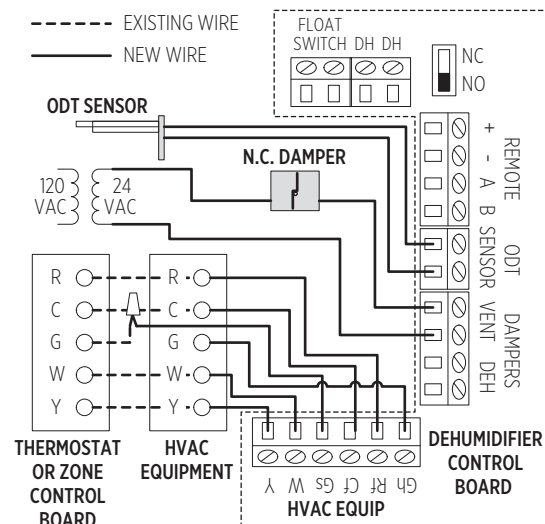 EXISTING WIRE
NEW WIRE
FLOAT
SWITCH DH DH
NC
NO
ODT SENSOR
N.C. DAMPER
120
VAC
24
VAC
+ - A B
REMOTE
ODT
SENSOR
DAMPERS
VENT DEH
R R
C C
G G
W W
Y Y
THERMOSTAT
OR ZONE
CONTROL
BOARD
HVAC
EQUIPMENT
Y W Gs Cf Rf Gh
HVAC EQUIP
DEHUMIDIFIER
CONTROL
BOARD